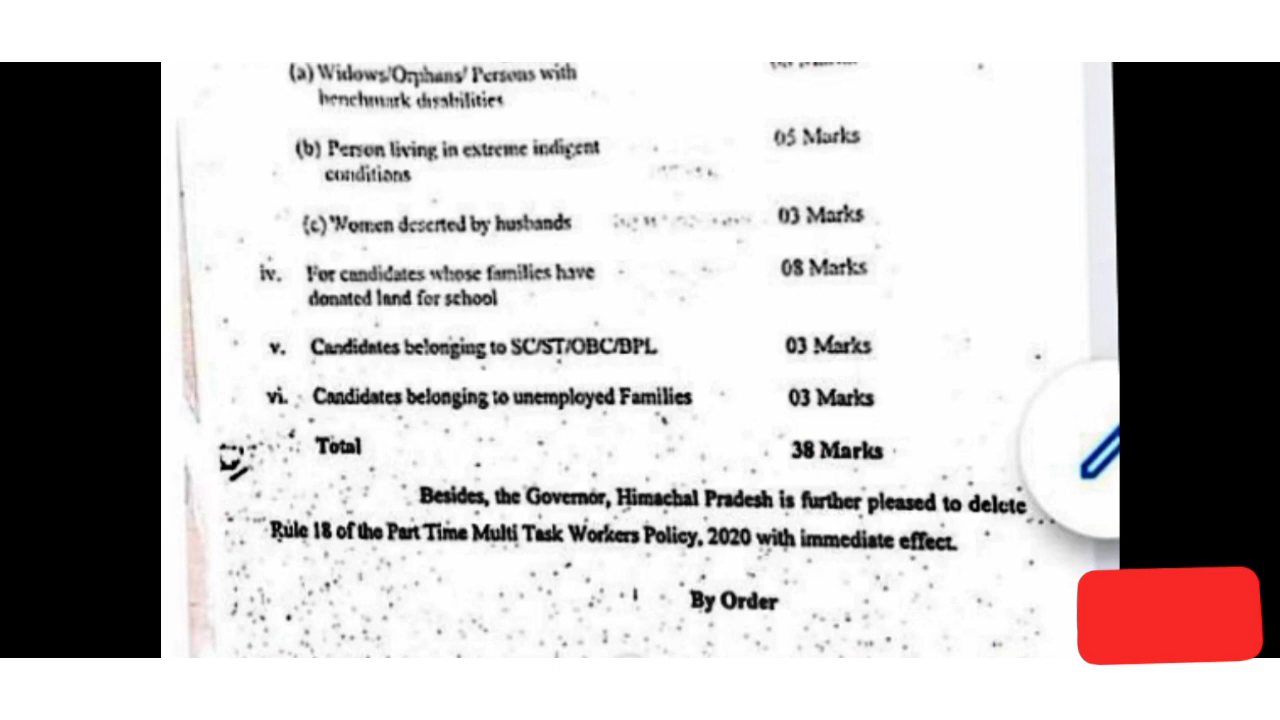 (a) Widows/Orphans/ Persons with
benchmark disabilities
(b) Person living in extreme indigent
conditions
05 Marks
(c) Women deserted by husbands
03 Marks
iv. For candidates whose families have
donated land for school
08 Marks
v. Candidates belonging to SC/ST/OBC/BPL
03 Marks
vi. Candidates belonging to unemployed Families
03 Marks
Total
38 Marks
Besides, the Governor, Himachal Pradesh is further pleased to delete
Rule 18 of the Part Time Multi Task Workers Policy, 2020 with immediate effect.
By Order